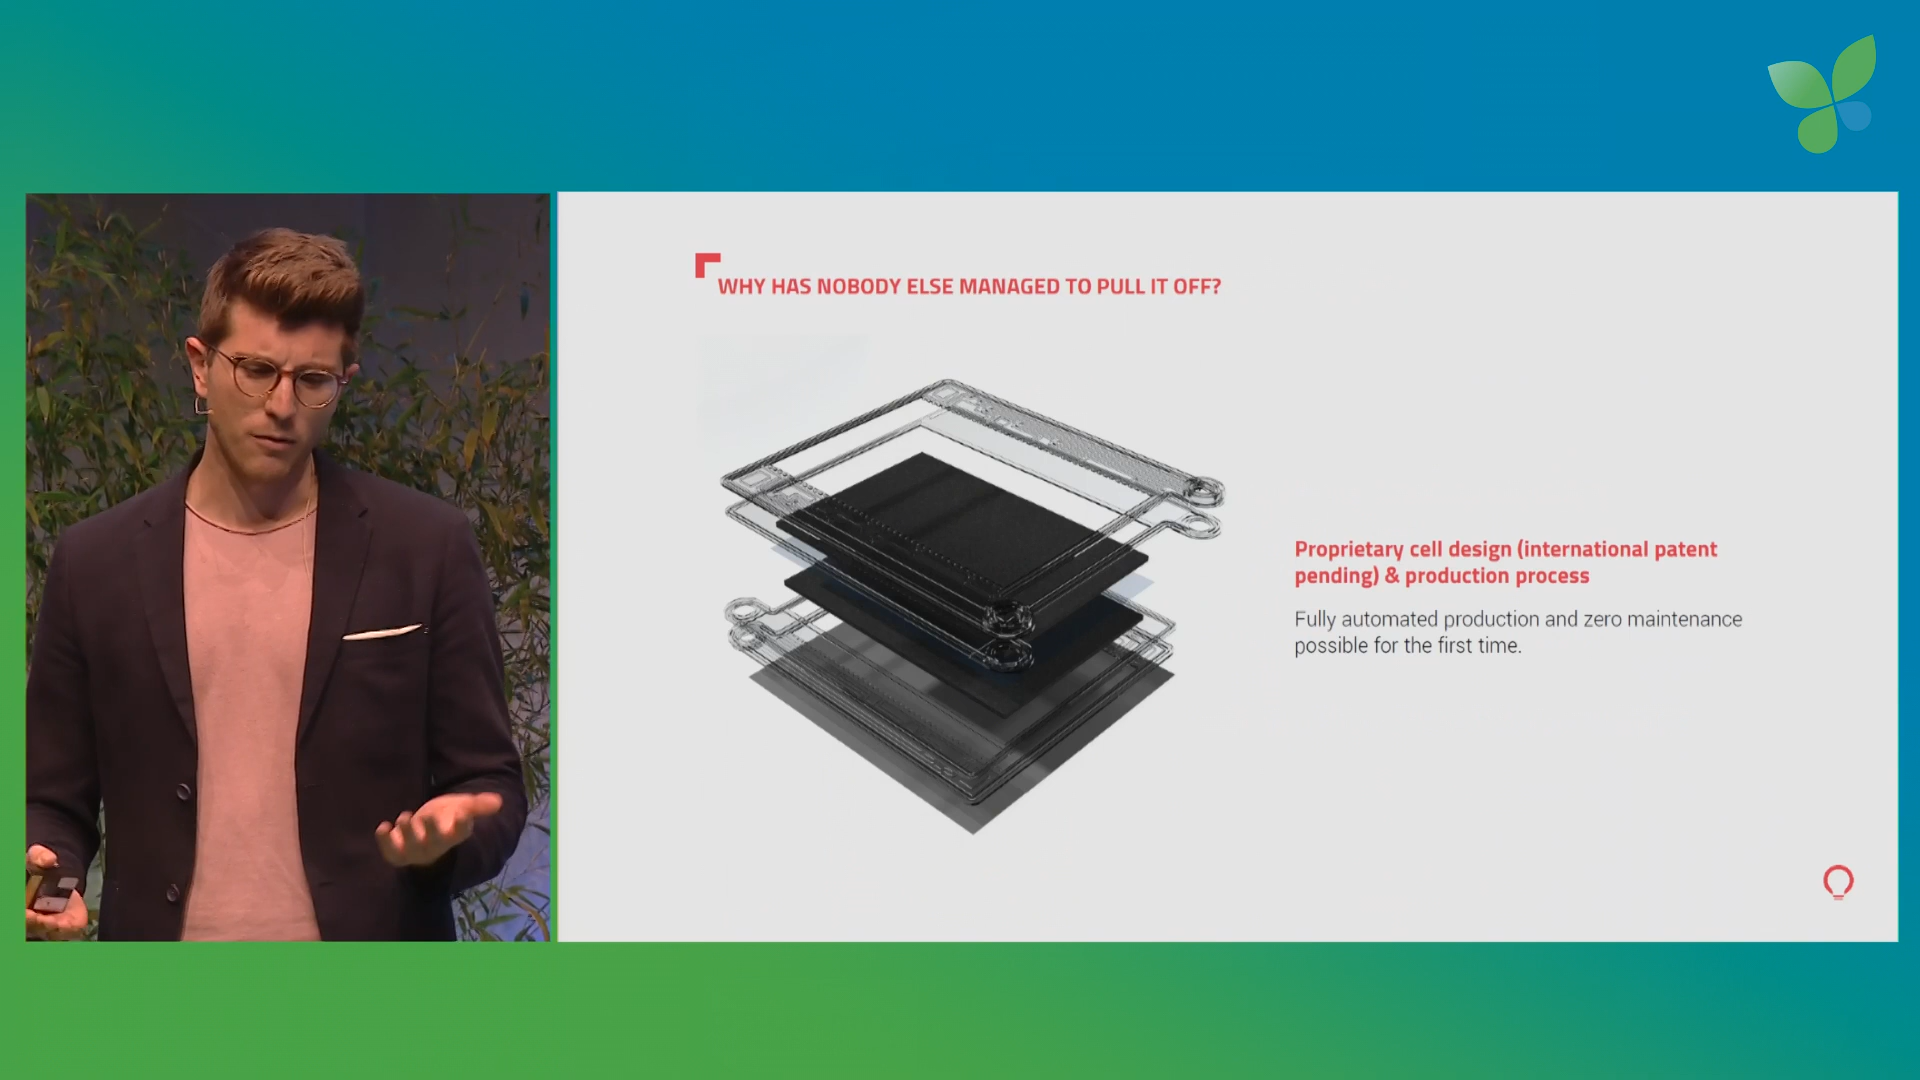 WHY HAS NOBODY ELSE MANAGED TO PULL IT OFF?
Proprietary cell design (international patent
pending) & production process
Fully automated production and zero maintenance
possible for the first time.